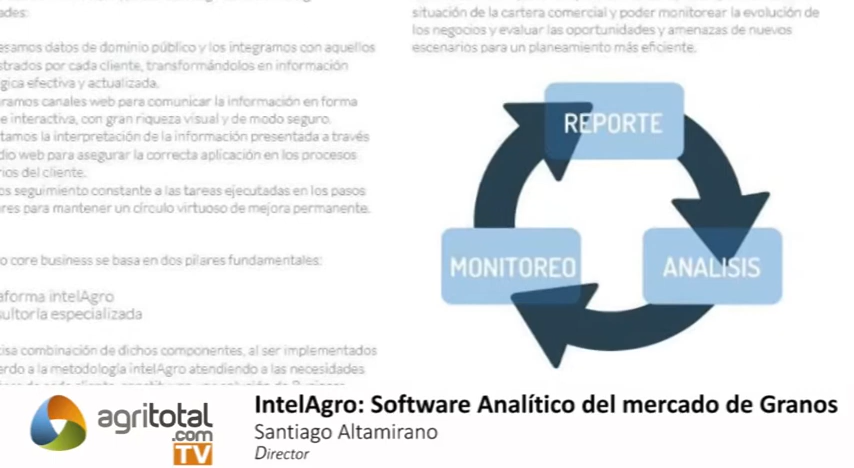 ades:
esamos datos de dominio público y los integramos con aquellos
strados por cada cliente, transformándolos en información
gica efectiva y actualizada.
ramos canales web para comunicar la información en forma
e interactiva, con gran riqueza visual y de modo seguro.
tamos la interpretación de la información presentada a través
dio web para asegurar la correcta aplicación en los procesos
rios del cliente.
os seguimiento constante a las tareas ejecutadas en los pasos
res para mantener un círculo virtuoso de mejora permanente.
o core business se basa en dos pilares fundamentales:
aforma intelAgro
sultoría especializada
isa combinación de dichos componentes, al ser implementados
erdo a la metodología intelAgro atendiendo a las necesidades
situación de la cartera comercial y poder monitorear la evolución de
los negocios y evaluar las oportunidades y amenazas de nuevos
escenarios para un planeamiento más eficiente.
REPORTE
MONITOREO
ANALISIS
agritotal
.com
TV
IntelAgro: Software Analítico del mercado de Granos
Santiago Altamirano
Director